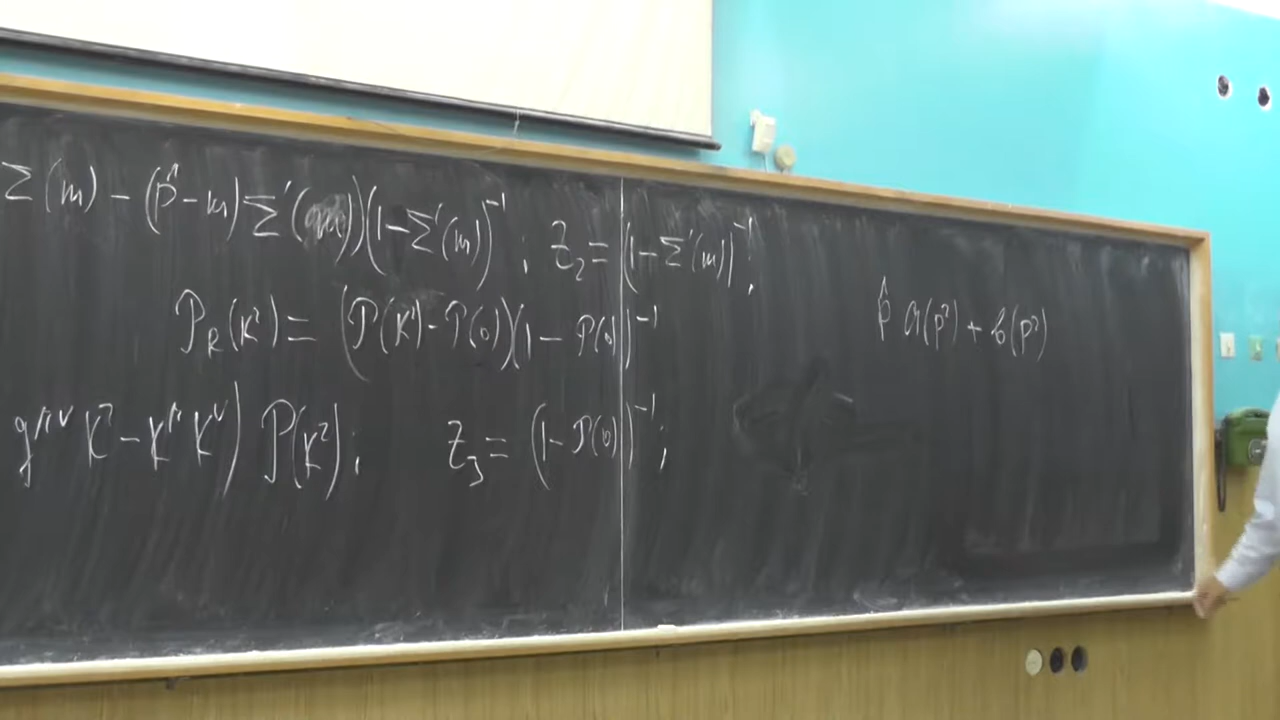 Σ(m) − (p̂ − m)Σ′(m))(1 − Σ′(m))⁻¹ ; Z₂ = (1 − Σ′(m))⁻¹;
𝒫_R(k²) = (𝒫(k²) − 𝒫(0))(1 − 𝒫(0))⁻¹
p̂ a(p²) + b(p²)
g^{μν} k² − k^μ k^ν) 𝒫(k²); Z₃ = (1 − 𝒫(0))⁻¹;